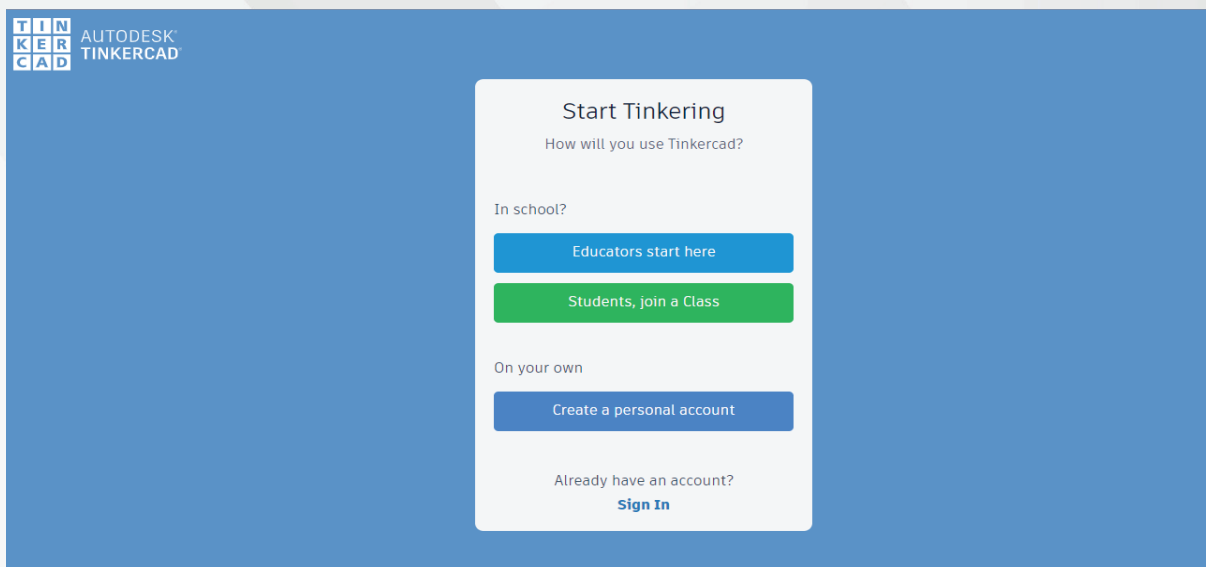 TIN
KER
CAD
AUTODESK®
TINKERCAD®
Start Tinkering
How will you use Tinkercad?
In school?
Educators start here
Students, join a Class
On your own
Create a personal account
Already have an account?
Sign In